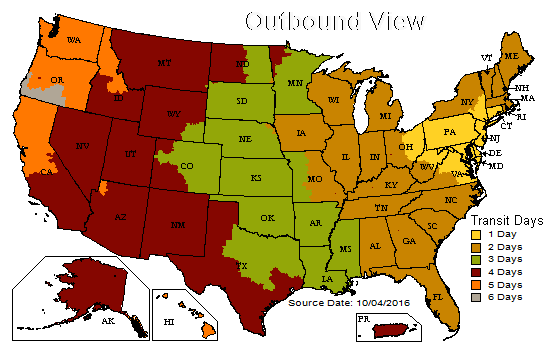 Outbound View
WA
OR
CA
NV
ID
MT
WY
UT
AZ
CO
NM
ND
SD
NE
KS
OK
TX
MN
IA
MO
AR
LA
WI
IL
MI
IN
OH
KY
TN
MS
AL
GA
FL
SC
NC
VA
WV
PA
NY
VT
ME
NH
MA
RI
CT
NJ
DE
MD
AK
HI
PR
Transit Days
1 Day
2 Days
3 Days
4 Days
5 Days
6 Days
Source Date: 10/04/2016